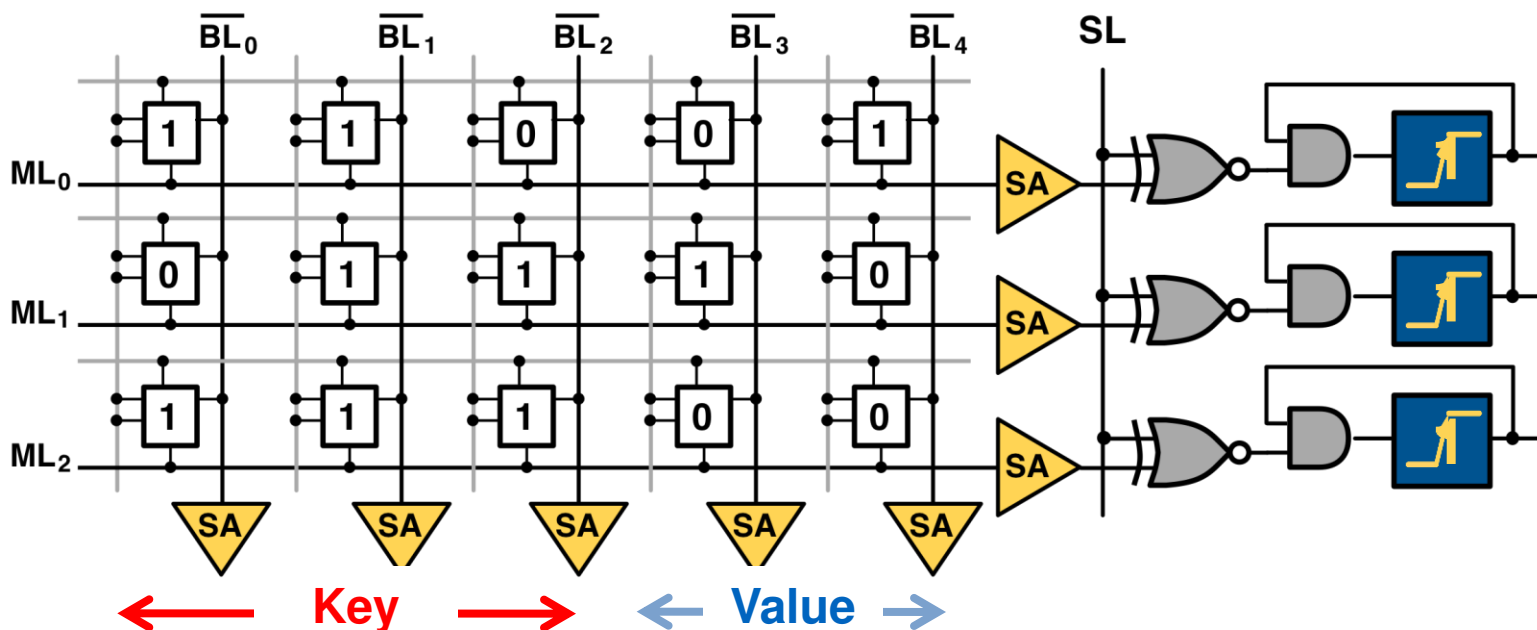 BL0 BL1 BL2 BL3 BL4 SL
1 1 0 0 1
ML0 SA
0 1 1 1 0
ML1 SA
1 1 1 0 0
ML2 SA
SA SA SA SA SA
Key Value